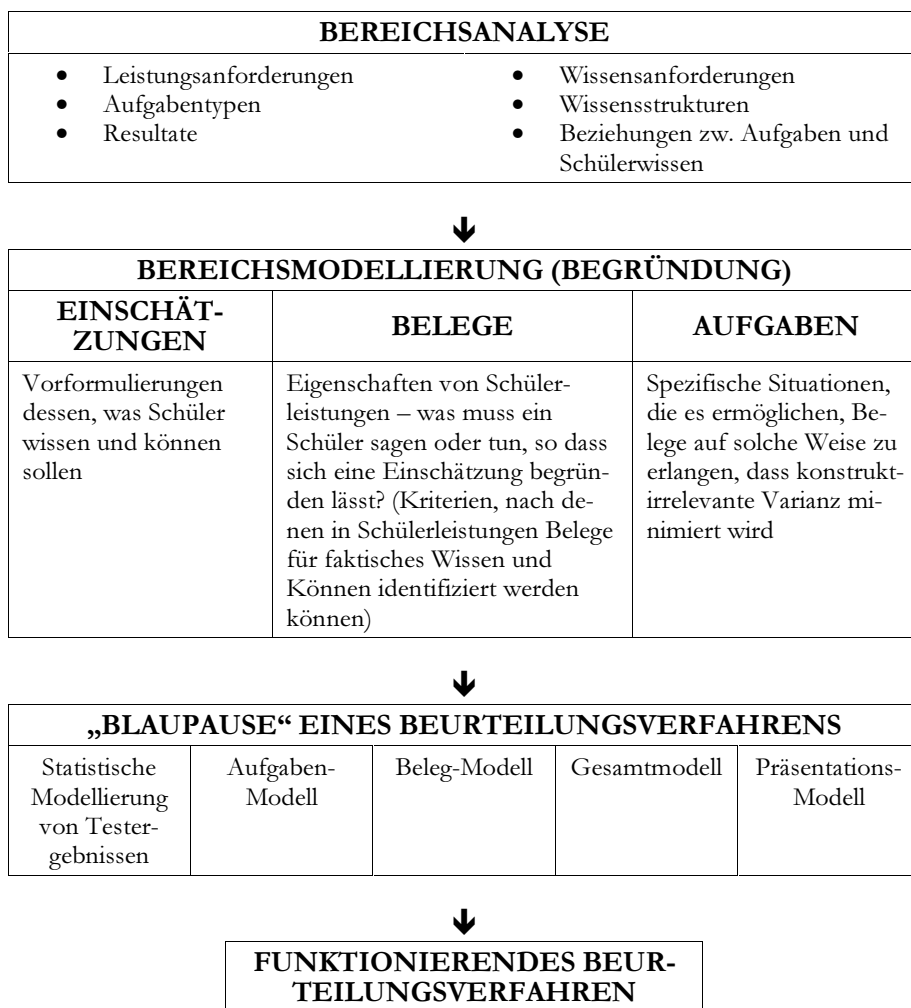 BEREICHSANALYSE
• Leistungsanforderungen
• Aufgabentypen
• Resultate
• Wissensanforderungen
• Wissensstrukturen
• Beziehungen zw. Aufgaben und
Schülerwissen
🡻
BEREICHSMODELLIERUNG (BEGRÜNDUNG)
EINSCHÄT-
ZUNGEN
BELEGE
AUFGABEN
Vorformulierungen
dessen, was Schüler
wissen und können
sollen
Eigenschaften von Schüler-
leistungen – was muss ein
Schüler sagen oder tun, so dass
sich eine Einschätzung begrün-
den lässt? (Kriterien, nach de-
nen in Schülerleistungen Belege
für faktisches Wissen und
Können identifiziert werden
können)
Spezifische Situationen,
die es ermöglichen, Be-
lege auf solche Weise zu
erlangen, dass konstrukt-
irrelevante Varianz mi-
nimiert wird
🡻
„BLAUPAUSE“ EINES BEURTEILUNGSVERFAHRENS
Statistische
Modellierung
von Tester-
gebnissen
Aufgaben-
Modell
Beleg-Modell
Gesamtmodell
Präsentations-
Modell
🡻
FUNKTIONIERENDES BEUR-
TEILUNGSVERFAHREN